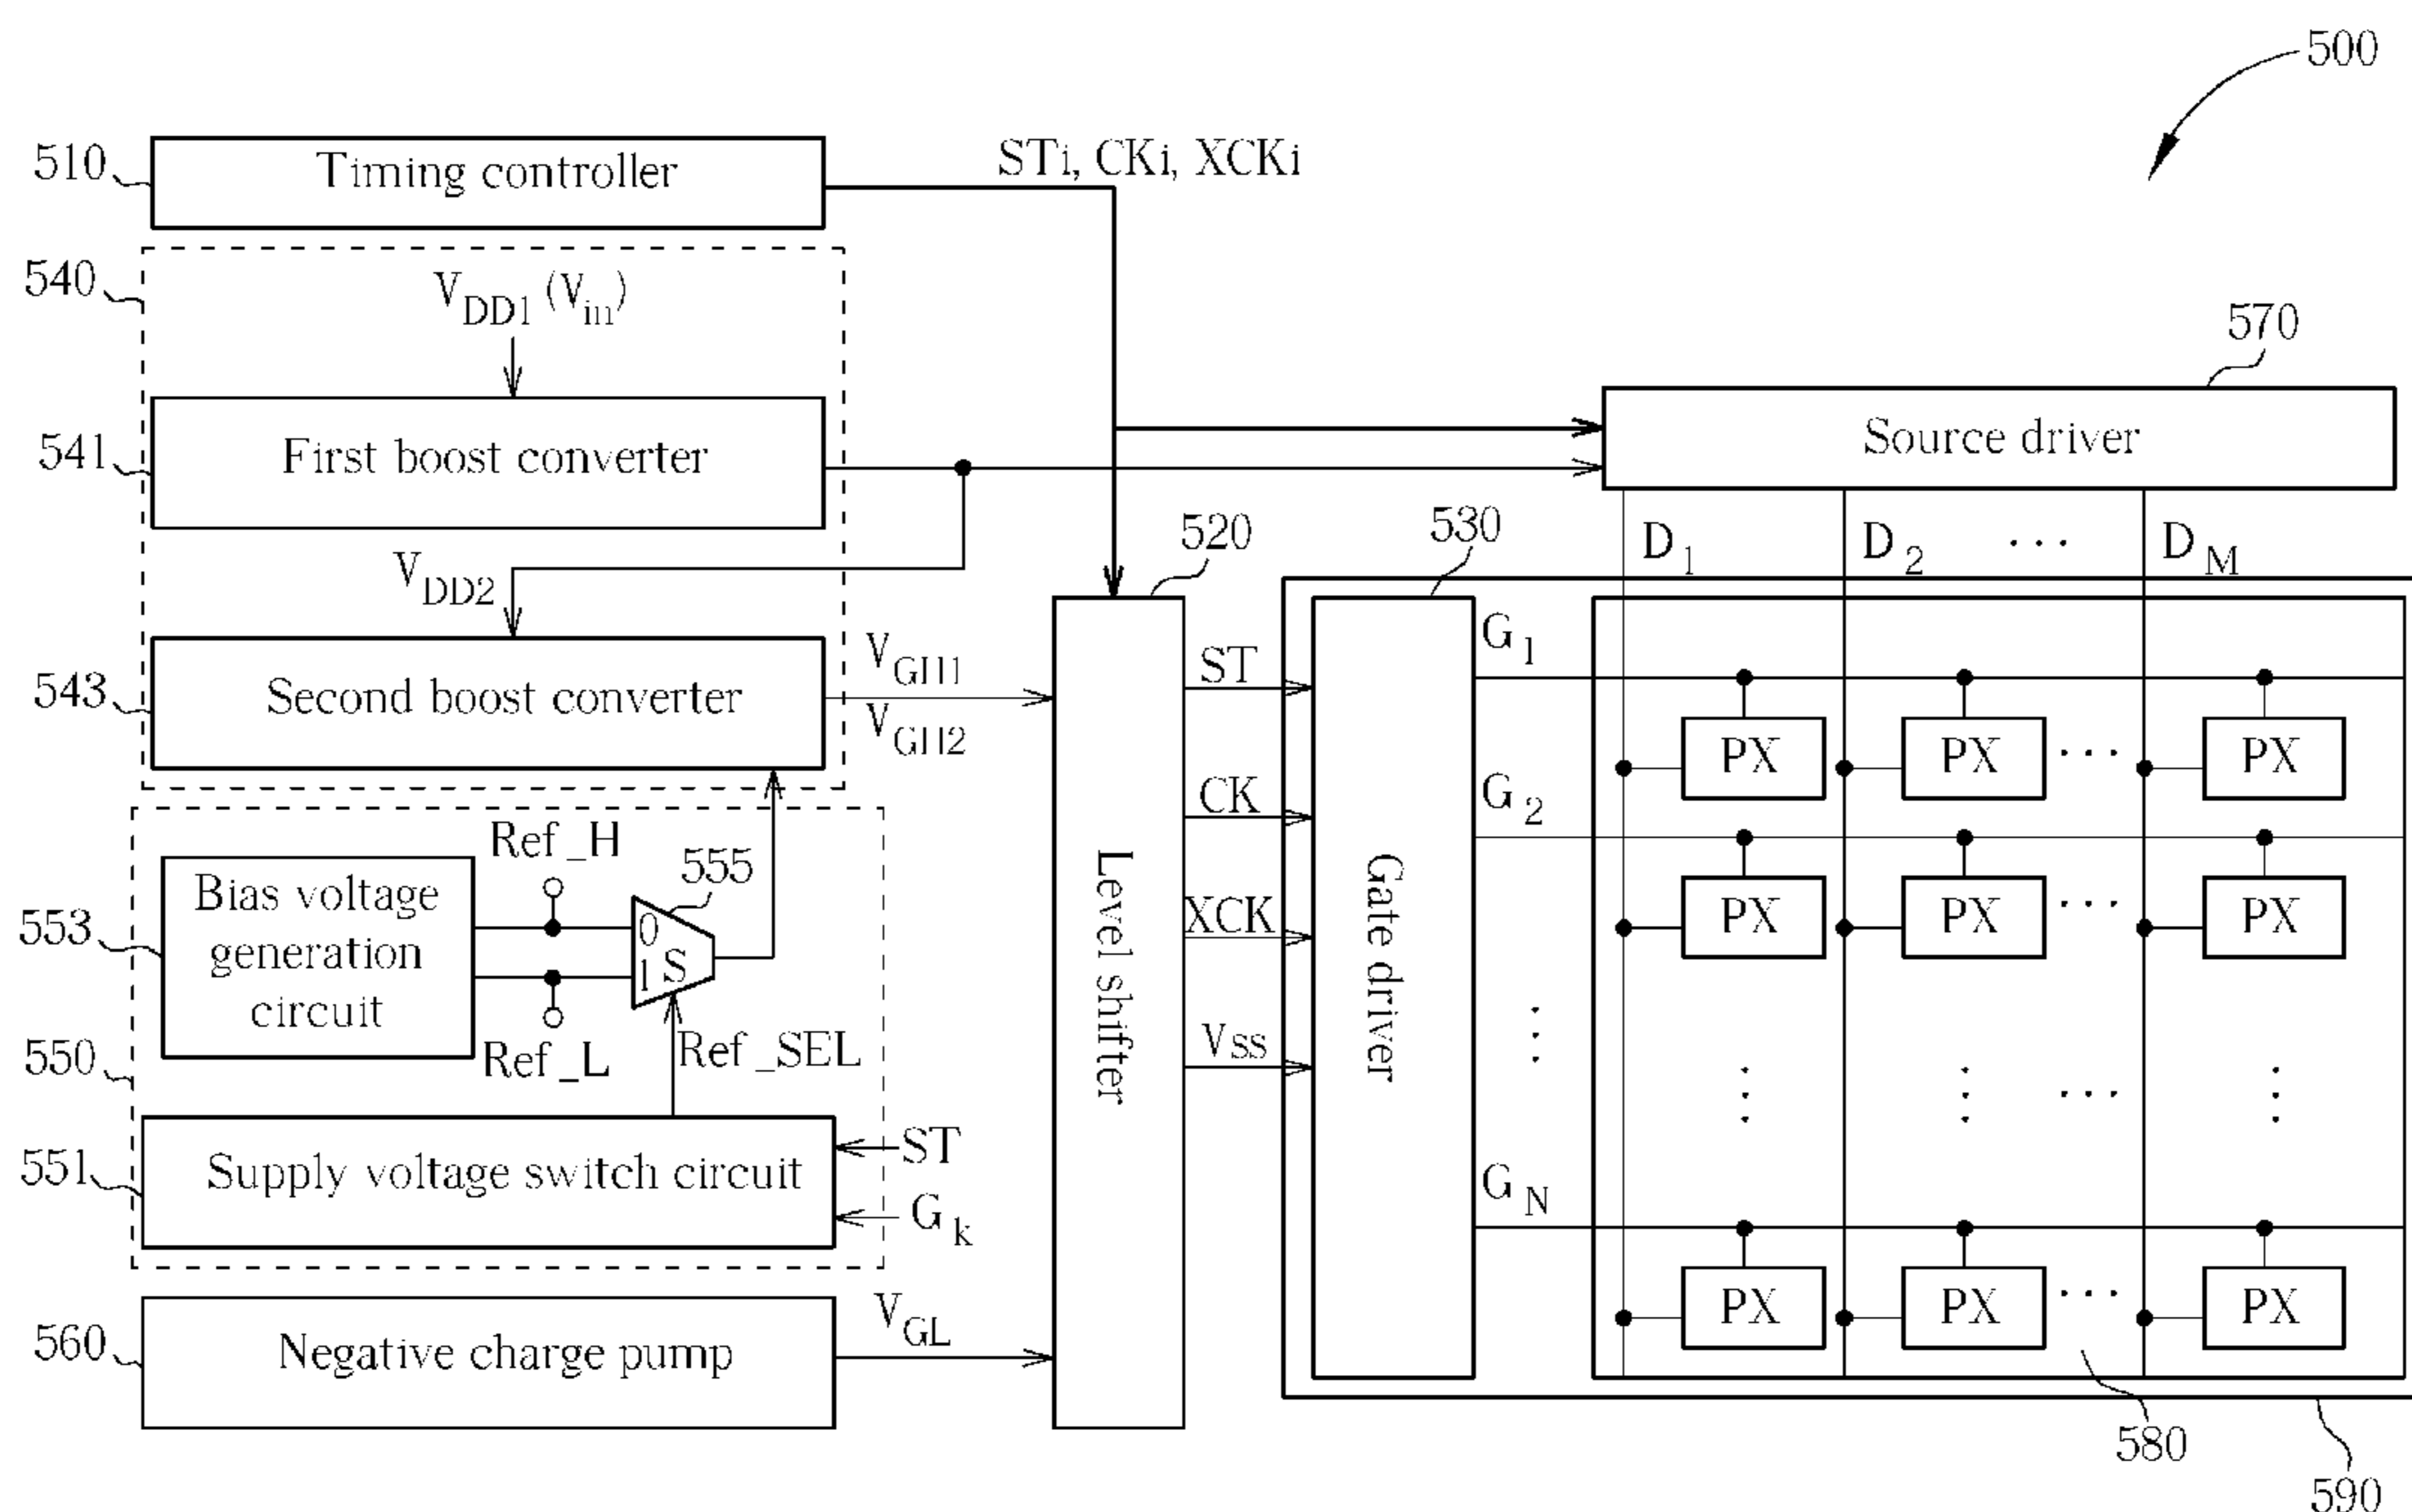 500
510
Timing controller
STi, CKi, XCKi
540
VDD1 (Vin)
541
First boost converter
570
Source driver
VDD2
520
530
D1
D2
...
DM
543
Second boost converter
VGH1
VGH2
Level shifter
ST
CK
XCK
VSS
Gate driver
G1
PX
PX
...
PX
G2
PX
PX
...
PX
...
GN
PX
PX
...
PX
550
553
Bias voltage
generation
circuit
Ref_H
Ref_L
555
0
1
S
Ref_SEL
551
Supply voltage switch circuit
ST
Gk
560
Negative charge pump
VGL
580
590